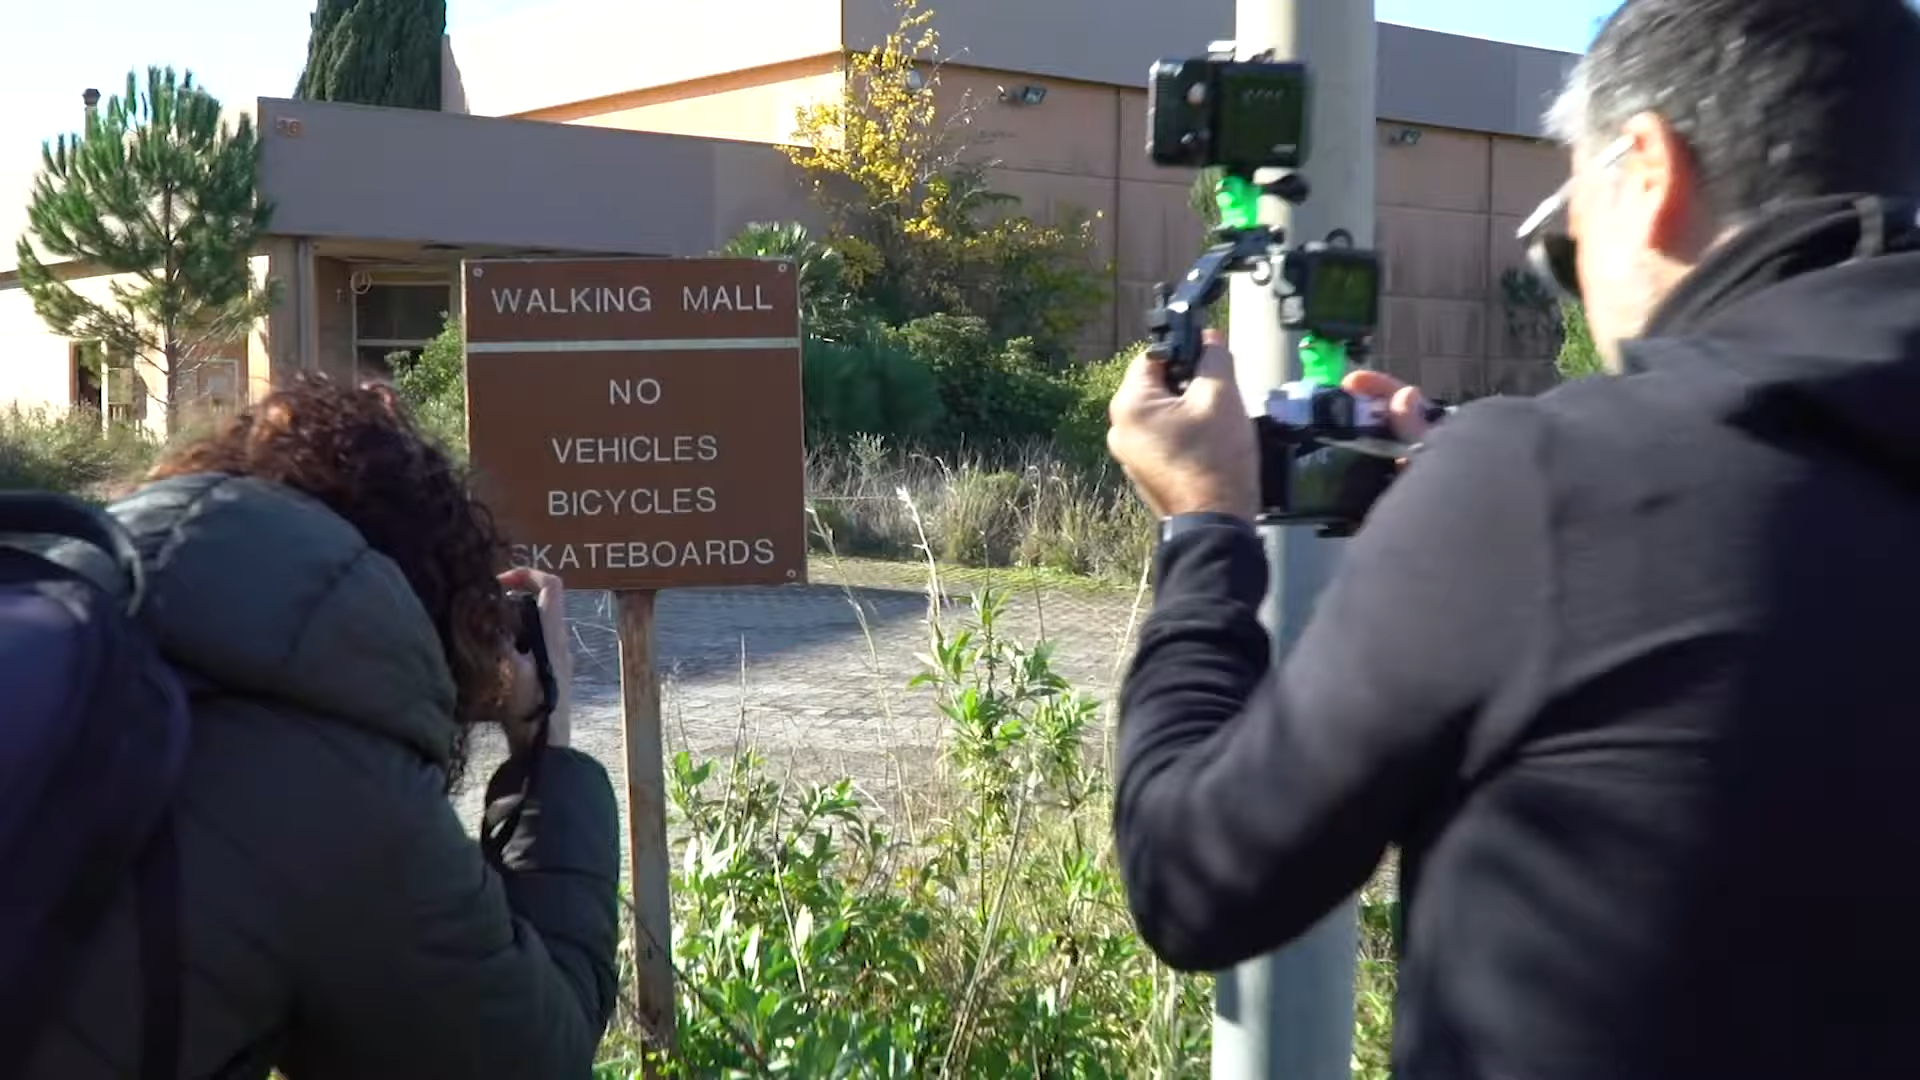 WALKING MALL
NO
VEHICLES
BICYCLES
SKATEBOARDS